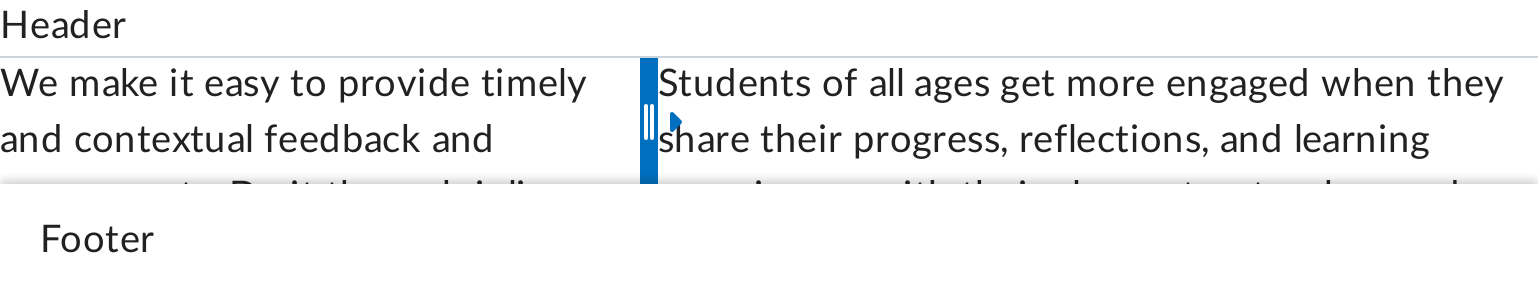 Header
We make it easy to provide timely
and contextual feedback and
Students of all ages get more engaged when they
share their progress, reflections, and learning
Footer